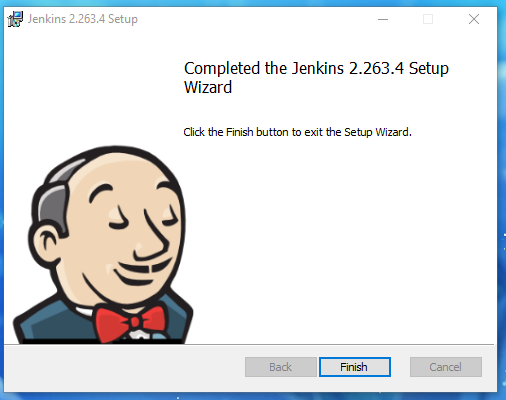 Jenkins 2.263.4 Setup
Completed the Jenkins 2.263.4 Setup
Wizard
Click the Finish button to exit the Setup Wizard.
Back
Finish
Cancel